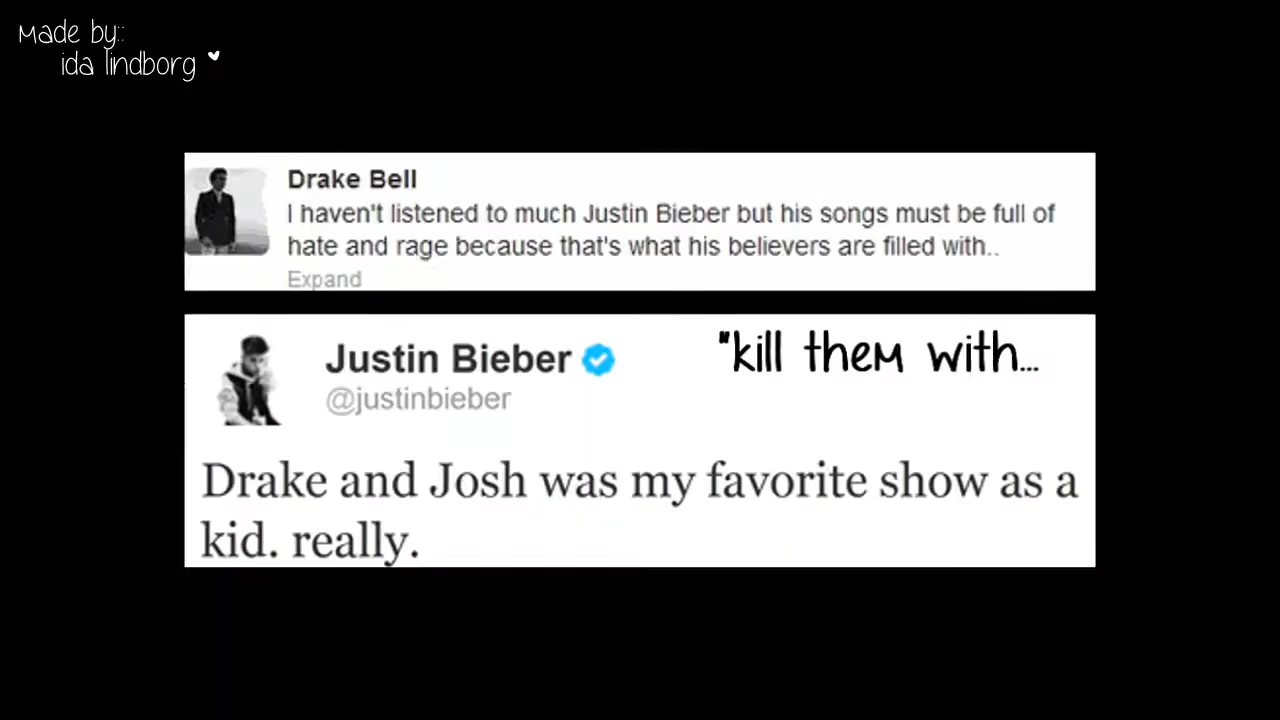 Made by::
ida lindborg ♥
Drake Bell
I haven't listened to much Justin Bieber but his songs must be full of
hate and rage because that's what his believers are filled with..
Expand
Justin Bieber
"kill them with...
@justinbieber
Drake and Josh was my favorite show as a
kid. really.